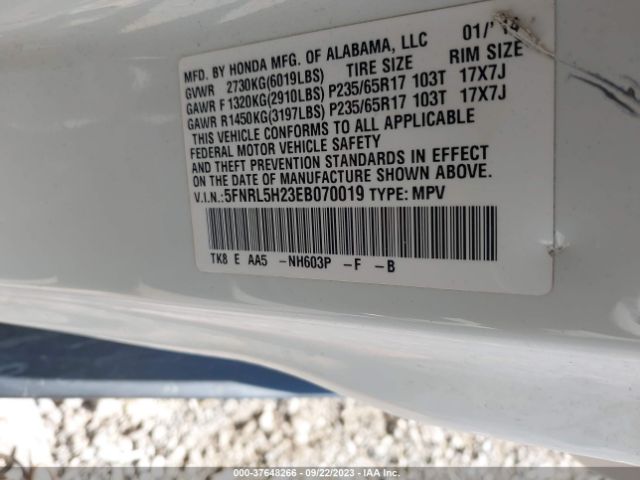 MFD. BY HONDA MFG. OF ALABAMA, LLC 01/'
GVWR 2730KG(6019LBS) TIRE SIZE RIM SIZE
GAWR F1320KG(2910LBS) P235/65R17 103T 17X7J
GAWR R1450KG(3197LBS) P235/65R17 103T 17X7J
THIS VEHICLE CONFORMS TO ALL APPLICABLE
FEDERAL MOTOR VEHICLE SAFETY
AND THEFT PREVENTION STANDARDS IN EFFECT
ON THE DATE OF MANUFACTURE SHOWN ABOVE.
V.I.N.:5FNRL5H23EB070019 TYPE: MPV
TK8 E AA5 -NH603P -F -B
000-37648266 - 09/22/2023 - IAA Inc.